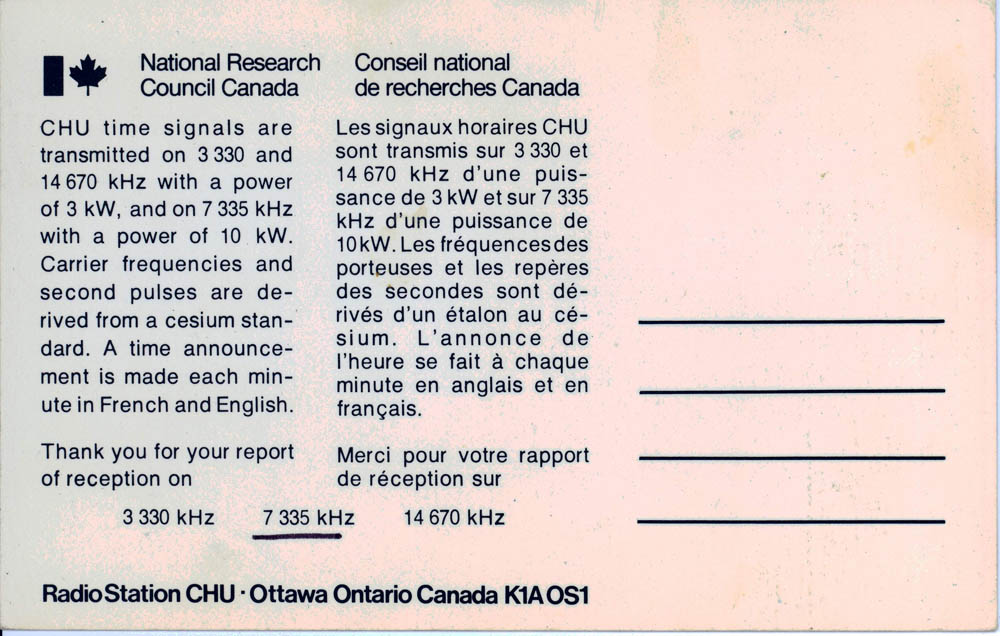 National Research
Council Canada
Conseil national
de recherches Canada
CHU time signals are
transmitted on 3 330 and
14 670 kHz with a power
of 3 kW, and on 7 335 kHz
with a power of 10 kW.
Carrier frequencies and
second pulses are de-
rived from a cesium stan-
dard. A time announce-
ment is made each min-
ute in French and English.
Thank you for your report
of reception on
Les signaux horaires CHU
sont transmis sur 3 330 et
14 670 kHz d'une puis-
sance de 3 kW et sur 7 335
kHz d'une puissance de
10 kW. Les fréquences des
porteuses et les repères
des secondes sont dé-
rivés d'un étalon au cé-
sium. L'annonce de
l'heure se fait à chaque
minute en anglais et en
français.
Merci pour votre rapport
de réception sur
3 330 kHz 7 335 kHz 14 670 kHz
Radio Station CHU · Ottawa Ontario Canada K1A OS1